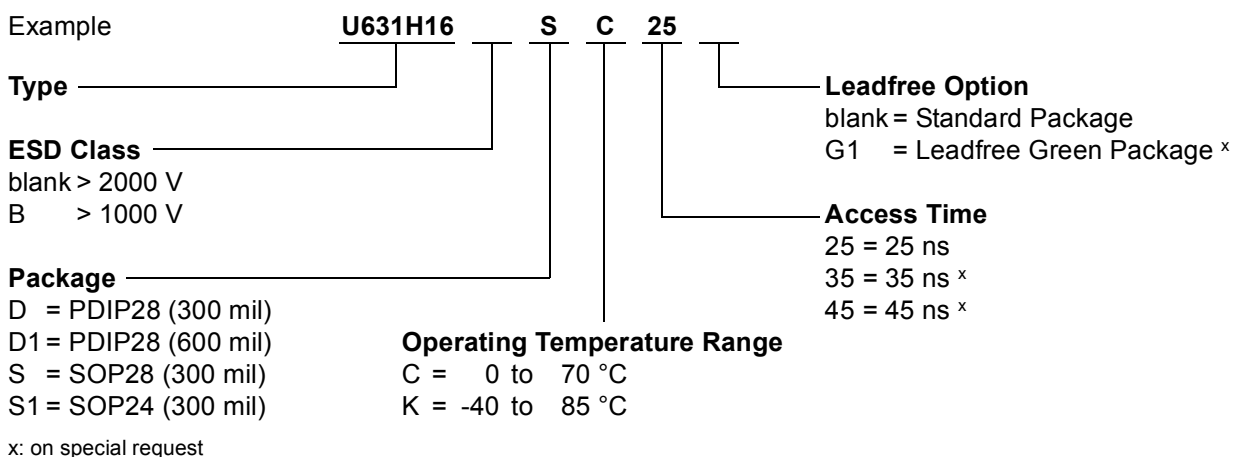 Example U631H16 S C 25
Type
Leadfree Option
blank = Standard Package
G1 = Leadfree Green Package x
ESD Class
blank > 2000 V
B > 1000 V
Access Time
25 = 25 ns
35 = 35 ns x
45 = 45 ns x
Package
D = PDIP28 (300 mil)
D1 = PDIP28 (600 mil)
S = SOP28 (300 mil)
S1 = SOP24 (300 mil)
Operating Temperature Range
C = 0 to 70 °C
K = -40 to 85 °C
x: on special request